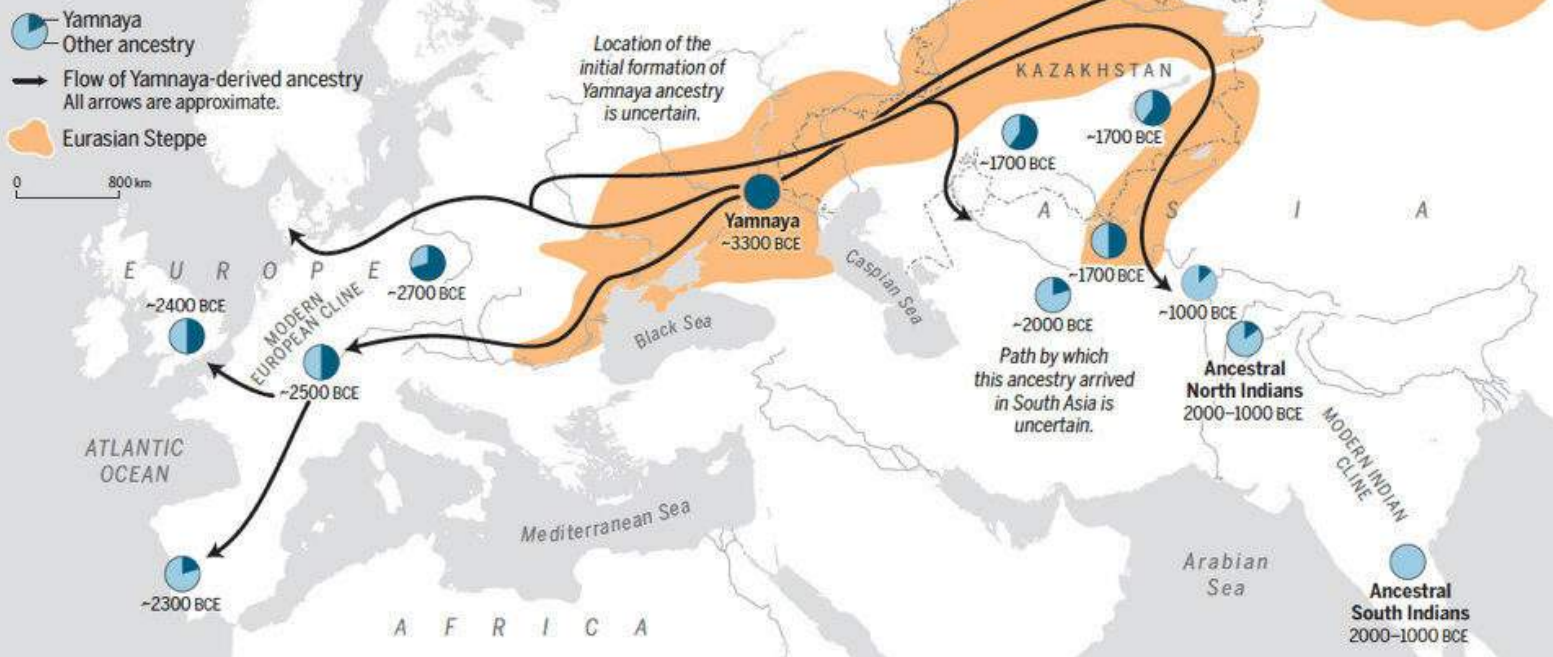 Yamnaya
Other ancestry
Flow of Yamnaya-derived ancestry
All arrows are approximate.
Eurasian Steppe
0 800 km
Location of the
initial formation of
Yamnaya ancestry
is uncertain.
KAZAKHSTAN
~1700 BCE
~1700 BCE
Yamnaya
~3300 BCE
ASIA
EUROPE
~2700 BCE
~2400 BCE
MODERN
EUROPEAN CLINE
~2500 BCE
Caspian Sea
Black Sea
~1700 BCE
~2000 BCE
~1000 BCE
Path by which
this ancestry arrived
in South Asia is
uncertain.
Ancestral
North Indians
2000–1000 BCE
MODERN INDIAN
CLINE
ATLANTIC
OCEAN
Mediterranean Sea
~2300 BCE
AFRICA
Arabian
Sea
Ancestral
South Indians
2000–1000 BCE